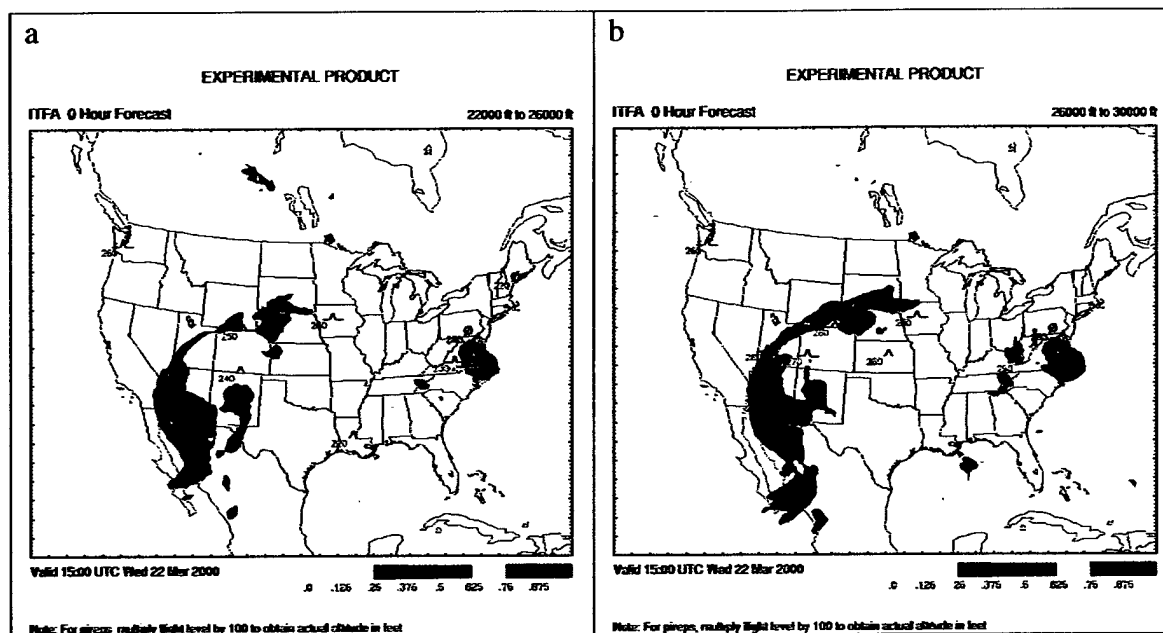 a
EXPERIMENTAL PRODUCT
ITFA 0 Hour Forecast 22000 ft to 26000 ft
250
240
Valid 15:00 UTC Wed 22 Mar 2000
.0 .125 .25 .375 .5 .625 .75 .875
Note: For pireps, multiply flight level by 100 to obtain actual altitude in feet
b
EXPERIMENTAL PRODUCT
ITFA 0 Hour Forecast 26000 ft to 30000 ft
260
260
Valid 15:00 UTC Wed 22 Mar 2000
.0 .125 .25 .375 .5 .625 .75 .875
Note: For pireps, multiply flight level by 100 to obtain actual altitude in feet